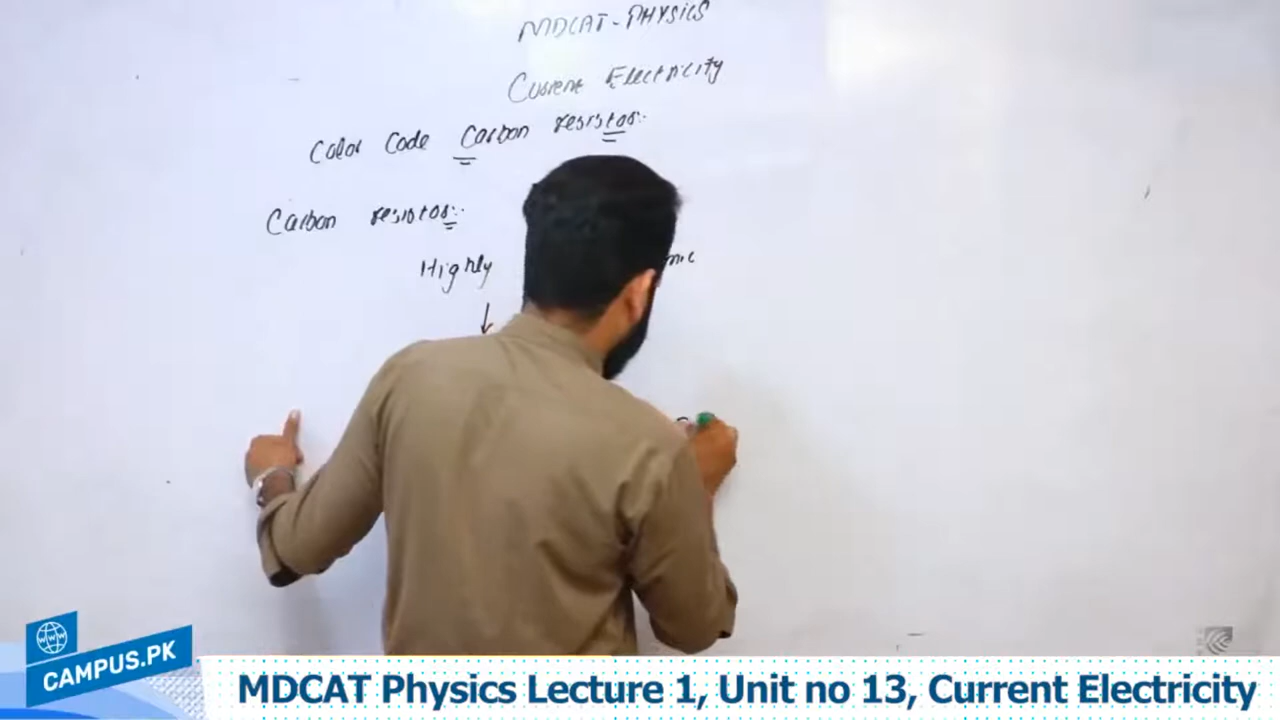 MDCAT-PHYSICS
Current Electricity
Color Code Carbon resistor:
Carbon resistor:
Highly
WWW
CAMPUS.PK
MDCAT Physics Lecture 1, Unit no 13, Current Electricity